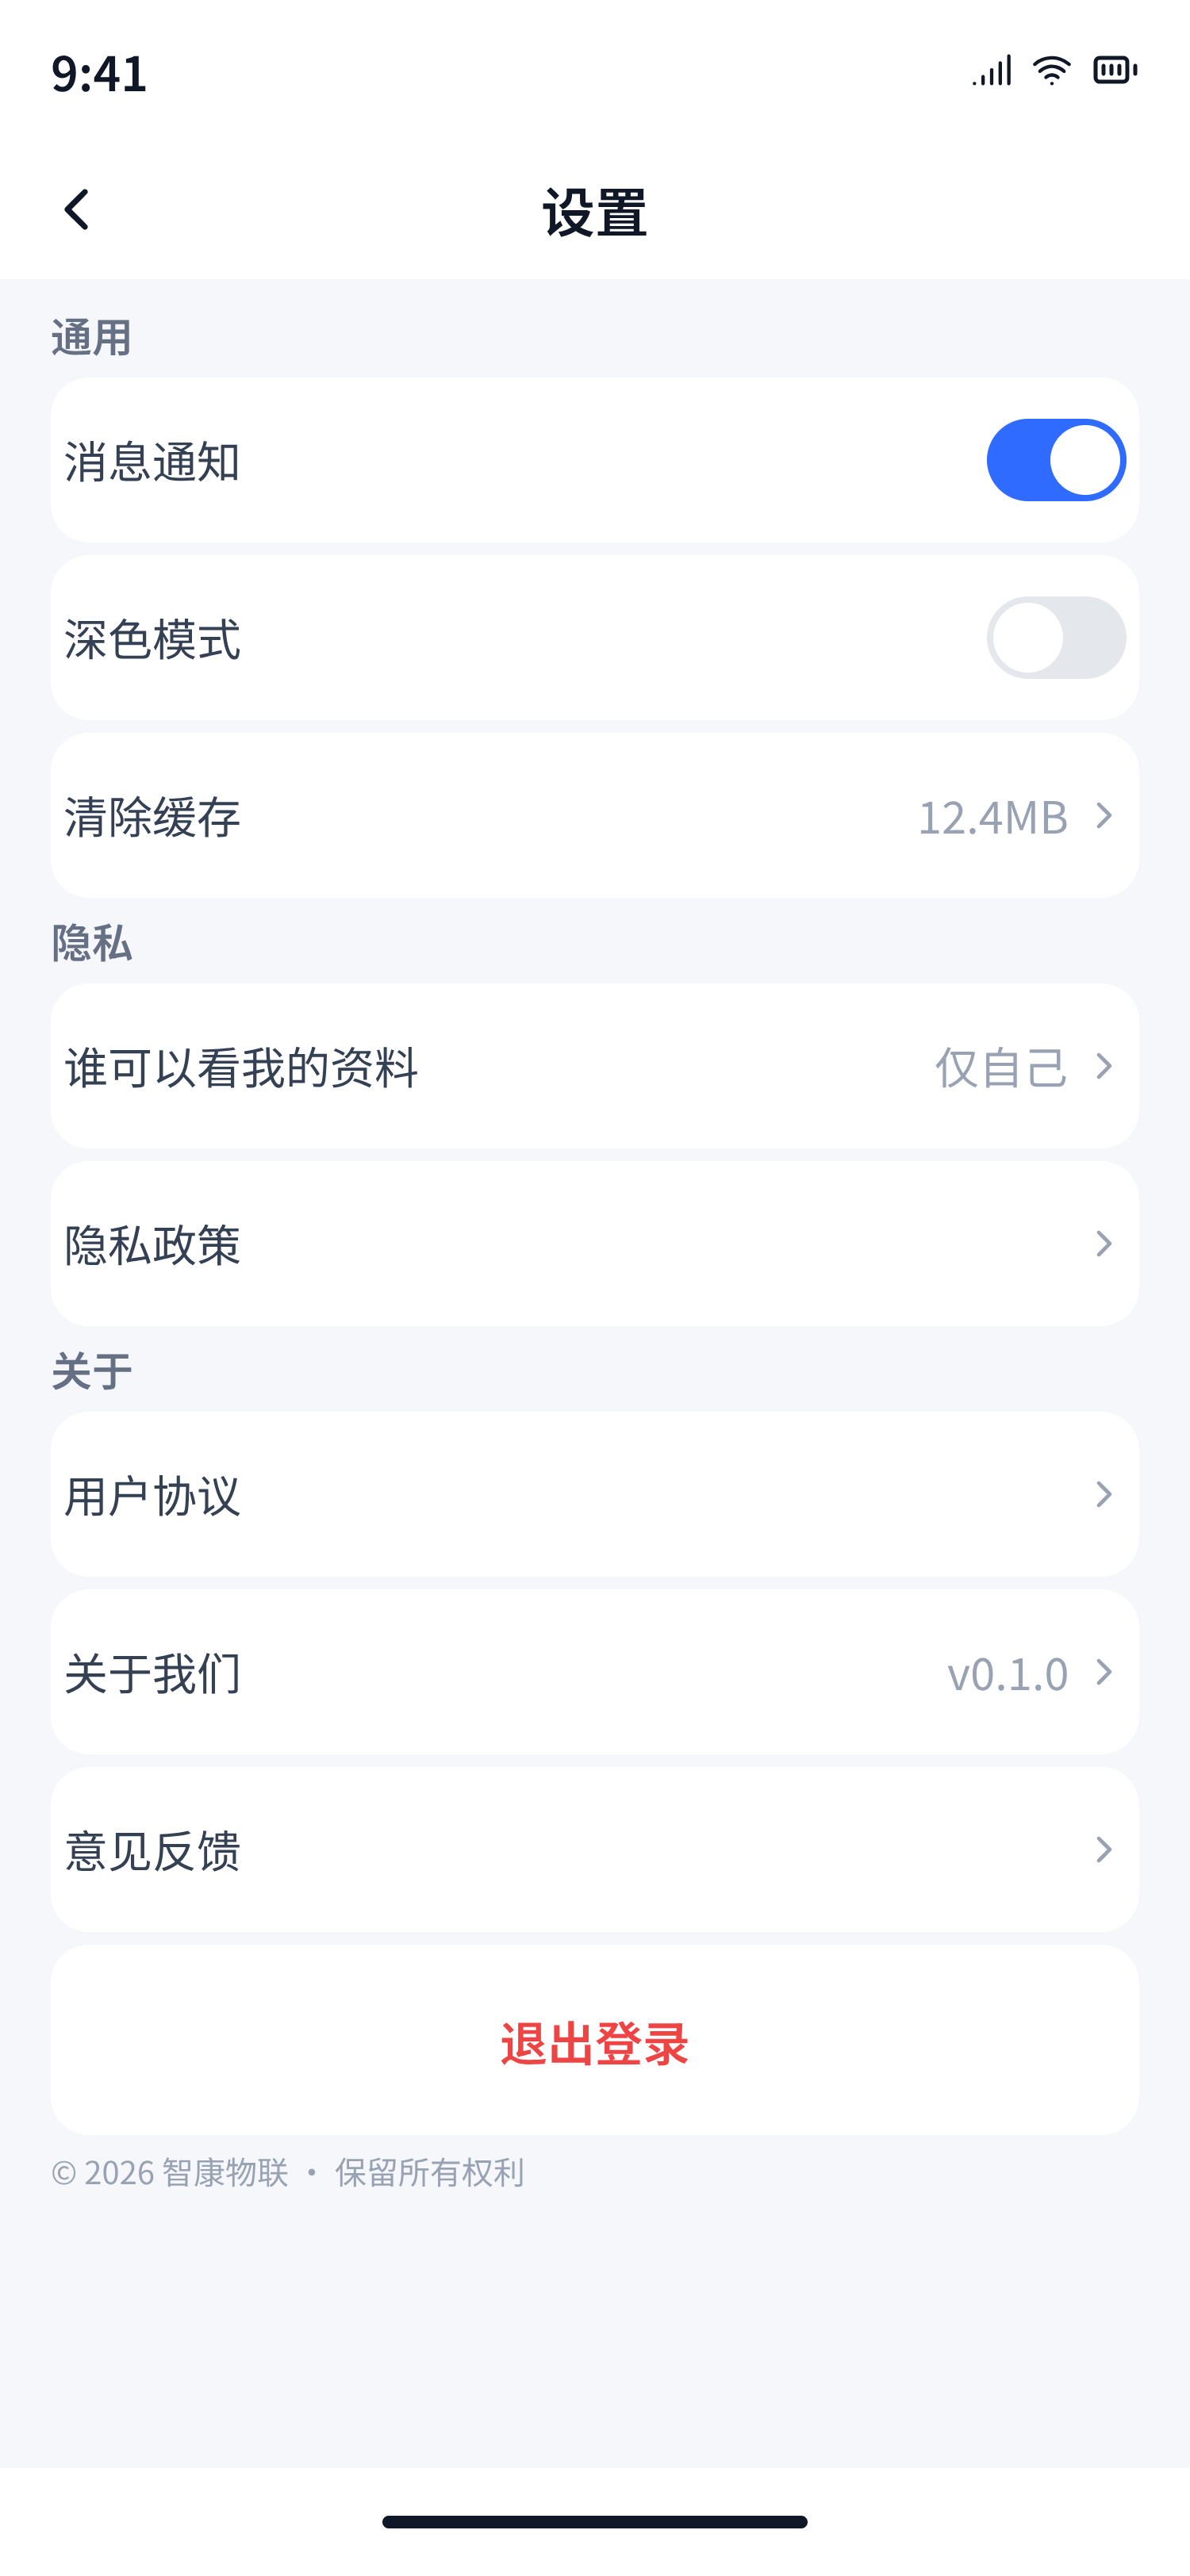 9:41
设置
通用
消息通知
深色模式
清除缓存 12.4MB
隐私
谁可以看我的资料 仅自己
隐私政策
关于
用户协议
关于我们 v0.1.0
意见反馈
退出登录
© 2026 智康物联 · 保留所有权利